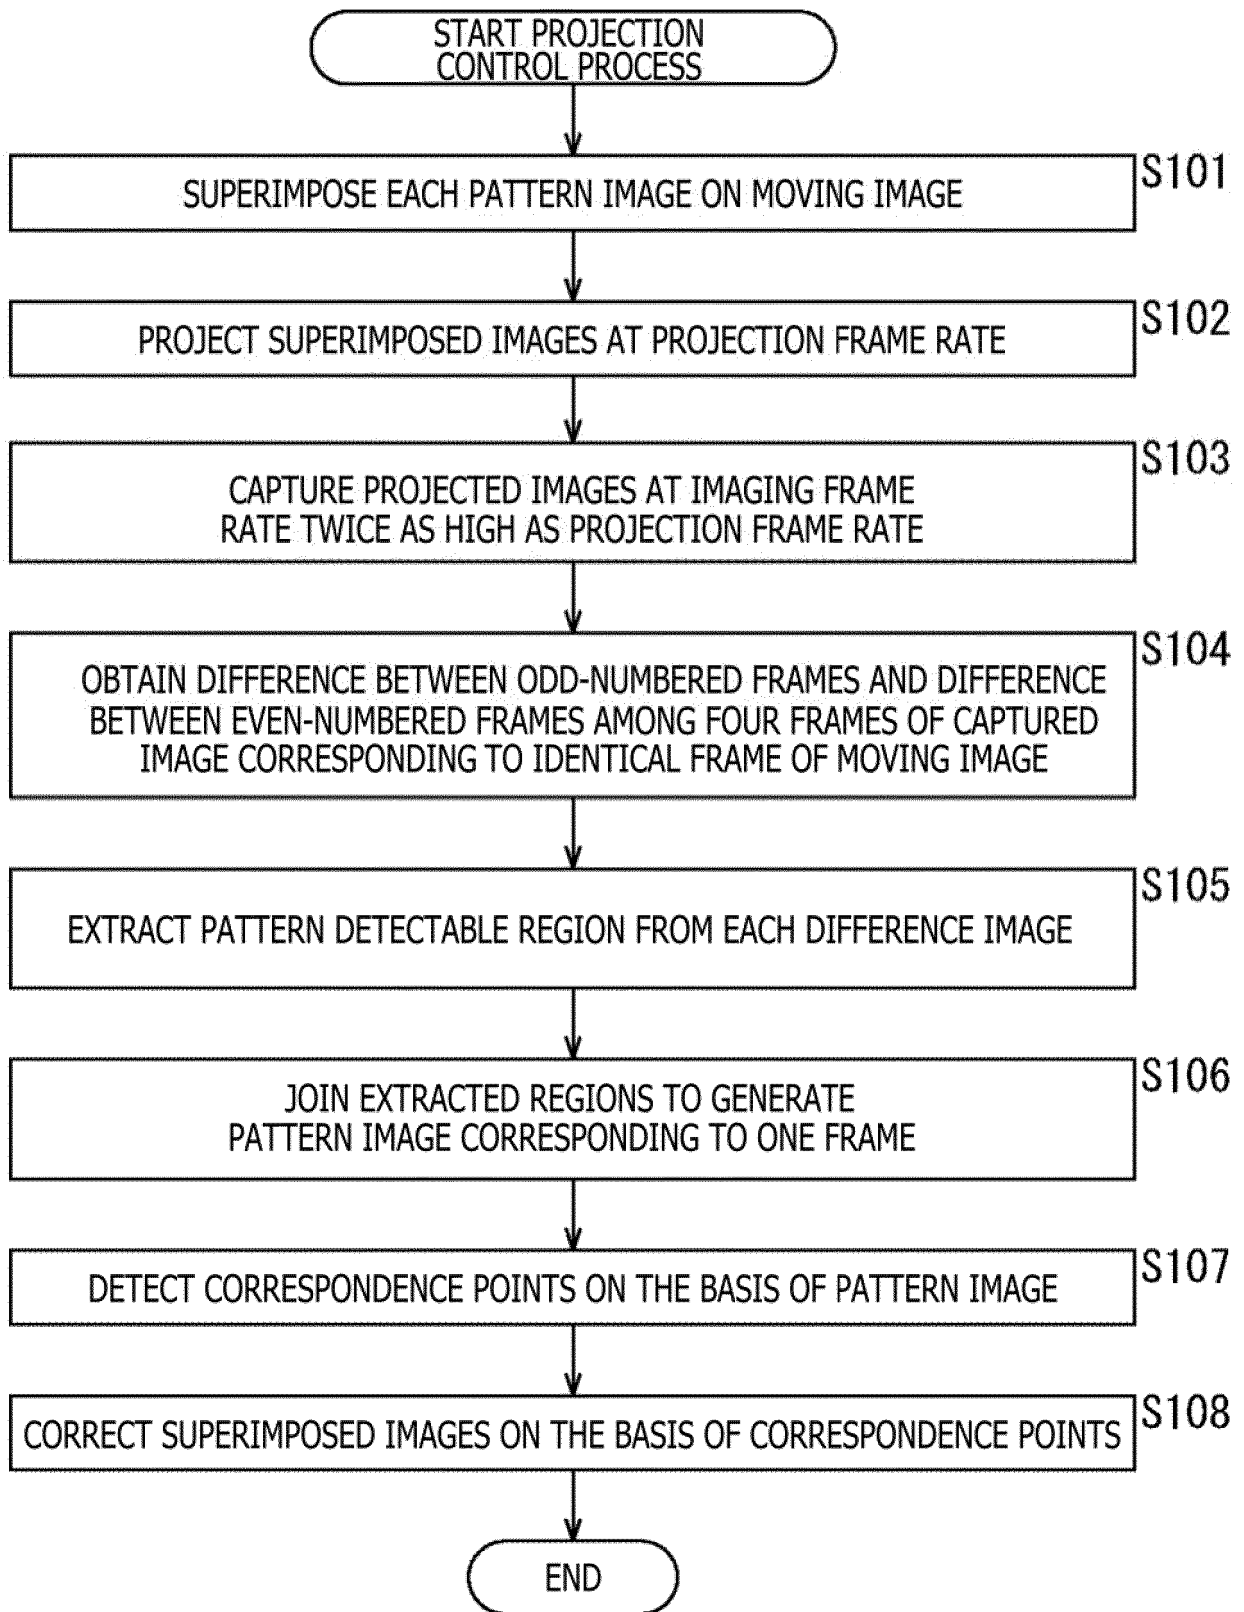 START PROJECTION
CONTROL PROCESS
S101
SUPERIMPOSE EACH PATTERN IMAGE ON MOVING IMAGE
S102
PROJECT SUPERIMPOSED IMAGES AT PROJECTION FRAME RATE
S103
CAPTURE PROJECTED IMAGES AT IMAGING FRAME
RATE TWICE AS HIGH AS PROJECTION FRAME RATE
S104
OBTAIN DIFFERENCE BETWEEN ODD-NUMBERED FRAMES AND DIFFERENCE
BETWEEN EVEN-NUMBERED FRAMES AMONG FOUR FRAMES OF CAPTURED
IMAGE CORRESPONDING TO IDENTICAL FRAME OF MOVING IMAGE
S105
EXTRACT PATTERN DETECTABLE REGION FROM EACH DIFFERENCE IMAGE
S106
JOIN EXTRACTED REGIONS TO GENERATE
PATTERN IMAGE CORRESPONDING TO ONE FRAME
S107
DETECT CORRESPONDENCE POINTS ON THE BASIS OF PATTERN IMAGE
S108
CORRECT SUPERIMPOSED IMAGES ON THE BASIS OF CORRESPONDENCE POINTS
END